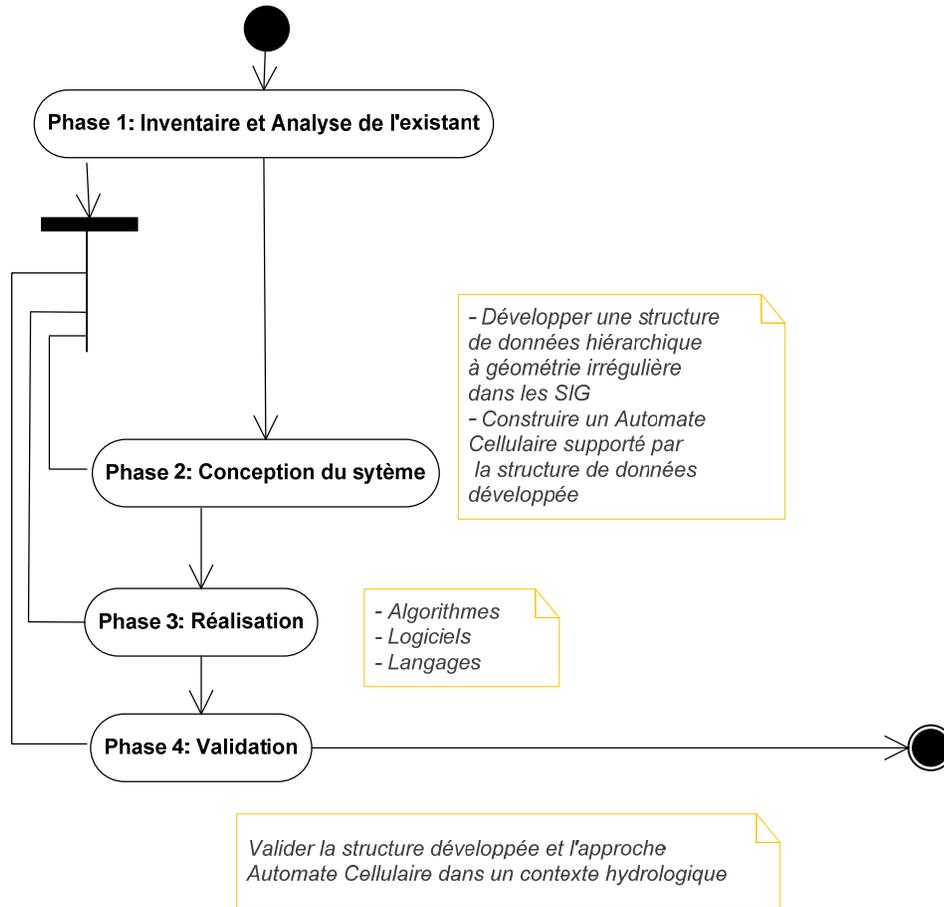 Phase 1: Inventaire et Analyse de l'existant
- Développer une structure
de données hiérarchique
à géométrie irrégulière
dans les SIG
- Construire un Automate
Cellulaire supporté par
la structure de données
développée
Phase 2: Conception du sytème
Phase 3: Réalisation
- Algorithmes
- Logiciels
- Langages
Phase 4: Validation
Valider la structure développée et l'approche
Automate Cellulaire dans un contexte hydrologique